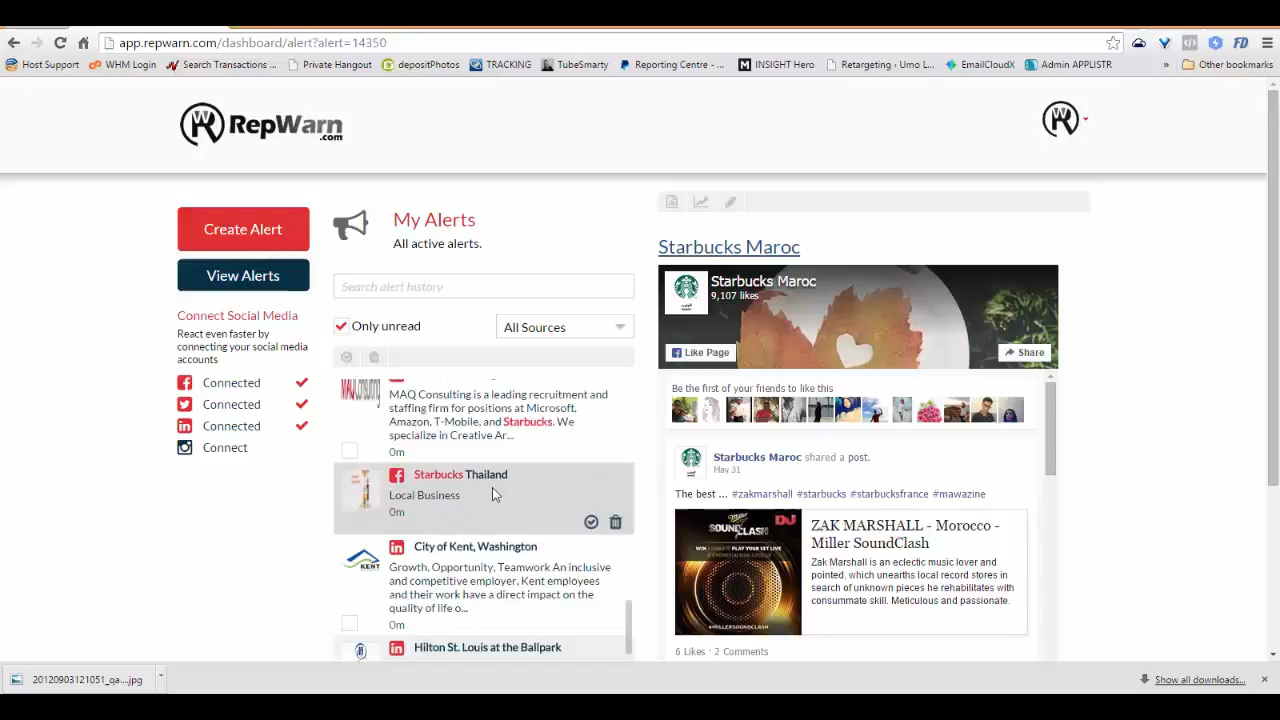 app.repwarn.com/dashboard/alert?alert=14350
Host Support
WHM Login
Search Transactions ...
Private Hangout
depositPhotos
TRACKING
TubeSmarty
Reporting Centre - ...
INSIGHT Hero
Retargeting ‹ Umo L...
EmailCloudX
Admin APPLISTR
»
Other bookmarks
RepWarn
.com
Create Alert
View Alerts
Connect Social Media
React even faster by
connecting your social media
accounts
Connected
Connected
Connected
Connect
My Alerts
All active alerts.
Search alert history
Only unread
All Sources
MAQ Consulting is a leading recruitment and
staffing firm for positions at Microsoft,
Amazon, T-Mobile, and Starbucks. We
specialize in Creative Ar...
0m
Starbucks Thailand
Local Business
0m
City of Kent, Washington
Growth, Opportunity, Teamwork An inclusive
and competitive employer, Kent employees
and their work have a direct impact on the
quality of life o...
0m
Hilton St. Louis at the Ballpark
Starbucks Maroc
Starbucks Maroc
9,107 likes
Like Page
Share
Be the first of your friends to like this
Starbucks Maroc shared a post.
May 31
The best ... #zakmarshall #starbucks #starbucksfrance #mawazine
SOUND CLASH
#MILLERSOUNDCLASH
ZAK MARSHALL - Morocco -
Miller SoundClash
Zak Marshall is an eclectic music lover and
pointed, which unearths local record stores in
search of unknown pieces he rehabilitates with
consummate skill. Meticulous and passionate.
6 Likes · 2 Comments
20120903121051_qa....jpg
Show all downloads...